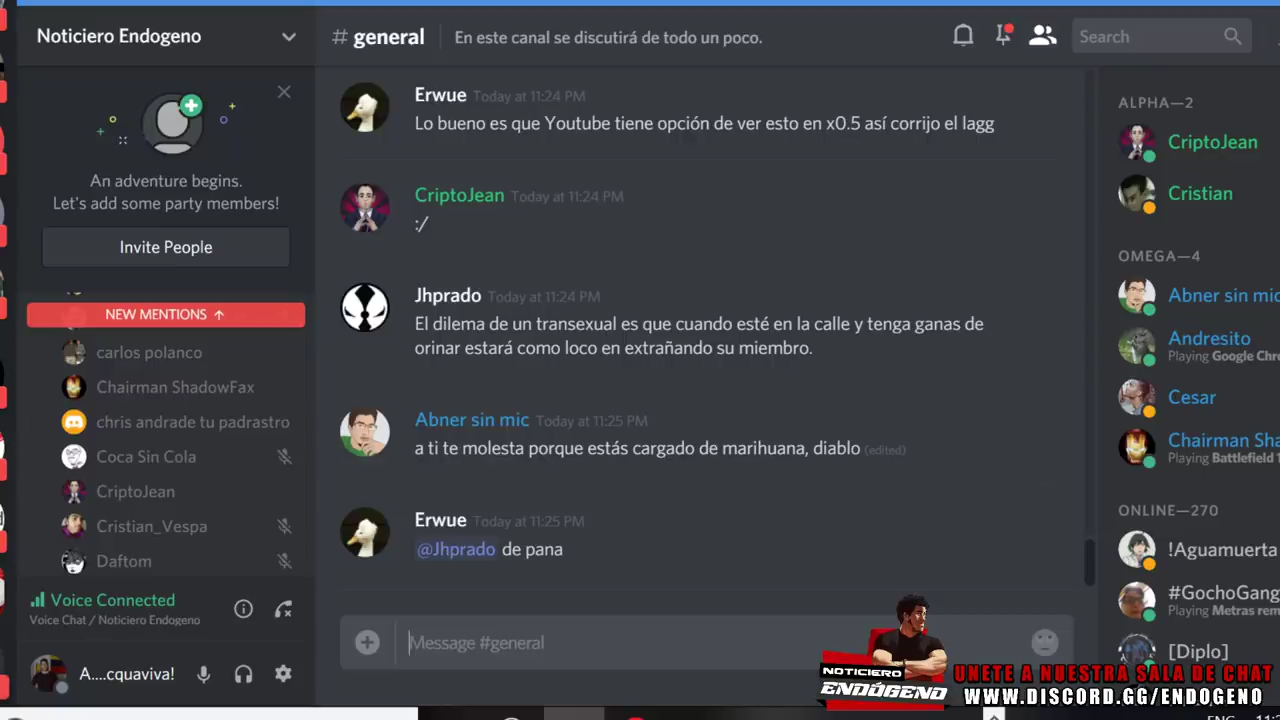 Noticiero Endogeno
# general
En este canal se discutirá de todo un poco.
Search
An adventure begins.
Let's add some party members!
Invite People
NEW MENTIONS ↑
carlos polanco
Chairman ShadowFax
chris andrade tu padrastro
Coca Sin Cola
CriptoJean
Cristian_Vespa
Daftom
Voice Connected
Voice Chat / Noticiero Endogeno
A....cquaviva!
Erwue Today at 11:24 PM
Lo bueno es que Youtube tiene opción de ver esto en x0.5 así corrijo el lagg
CriptoJean Today at 11:24 PM
:/
Jhprado Today at 11:24 PM
El dilema de un transexual es que cuando esté en la calle y tenga ganas de
orinar estará como loco en extrañando su miembro.
Abner sin mic Today at 11:25 PM
a ti te molesta porque estás cargado de marihuana, diablo (edited)
Erwue Today at 11:25 PM
@Jhprado de pana
Message #general
ALPHA—2
CriptoJean
Cristian
OMEGA—4
Abner sin mic
Andresito
Playing Google Chro
Cesar
Chairman Sha
Playing Battlefield 1
ONLINE—270
!Aguamuerta
#GochoGang
Playing Metras rem
[Diplo]
NOTICIERO
ENDÓGENO
UNETE A NUESTRA SALA DE CHAT
WWW.DISCORD.GG/ENDOGENO